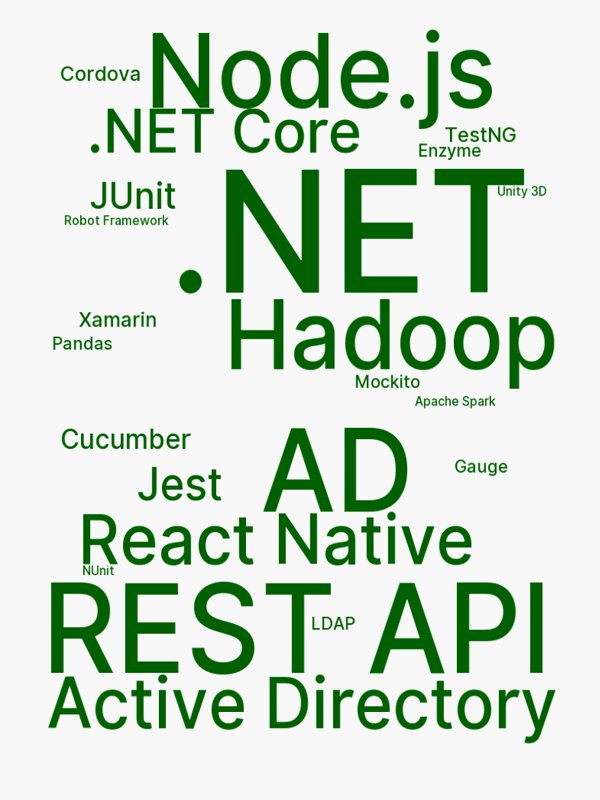 Node.js
Cordova
.NET Core
TestNG
Enzyme
.NET
Unity 3D
JUnit
Robot Framework
Hadoop
Xamarin
Pandas
Mockito
Apache Spark
Cucumber
AD
Gauge
Jest
React Native
NUnit
REST API
LDAP
Active Directory